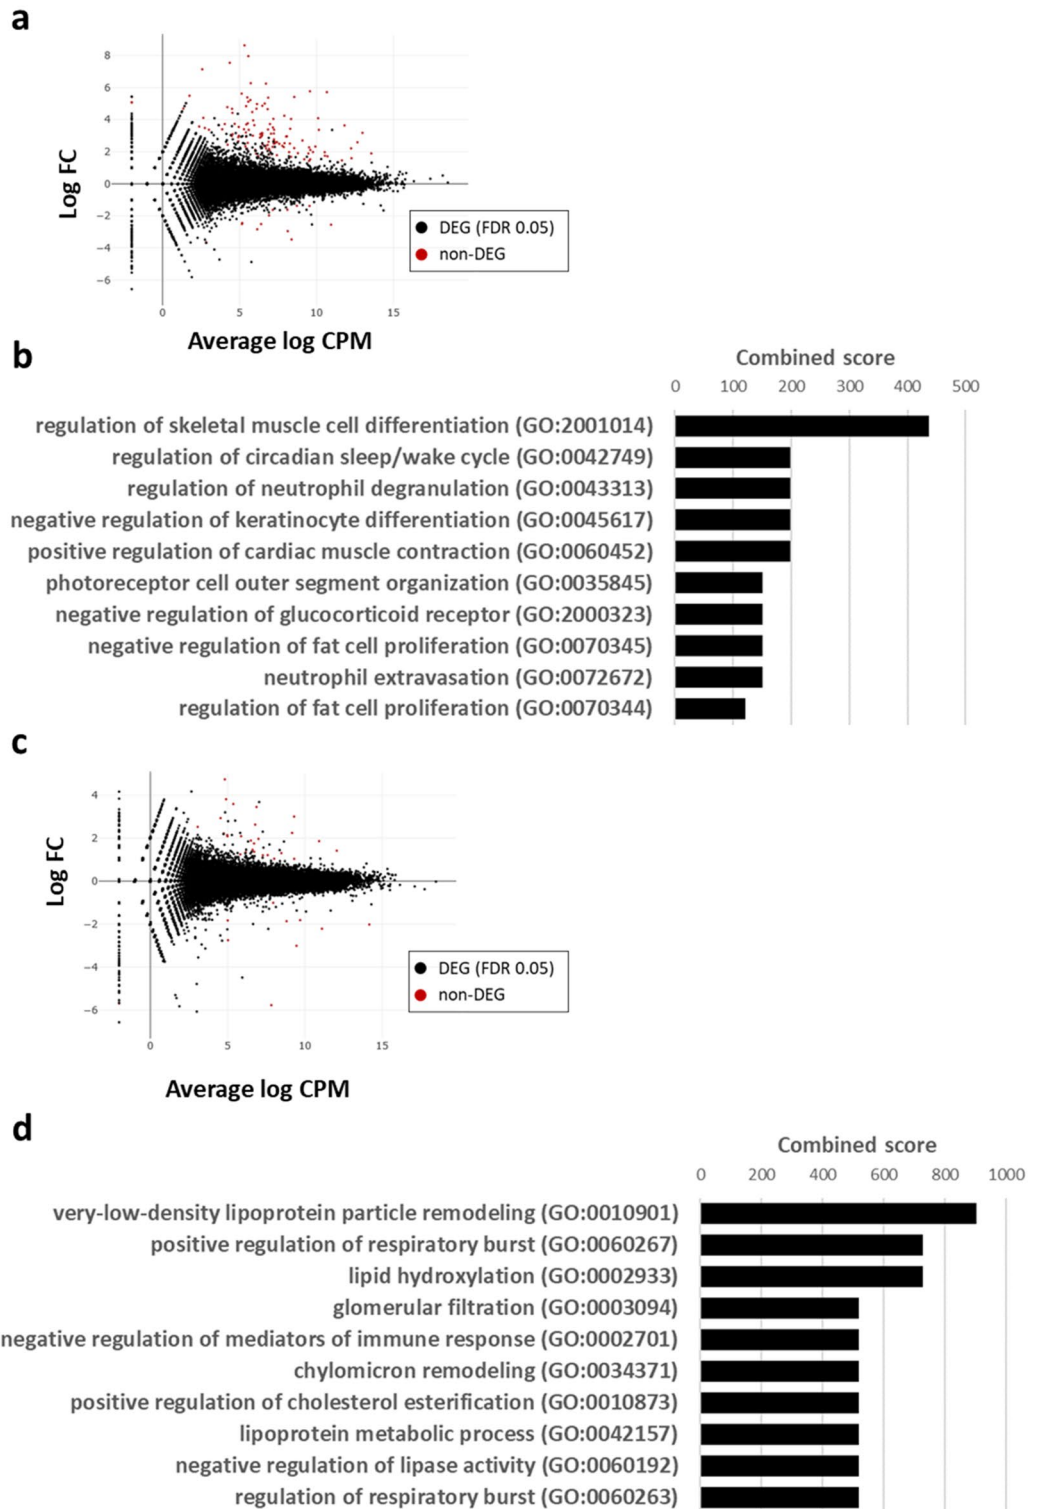 a
8
6
4
2
0
−2
−4
−6
Log FC
0 5 10 15
Average log CPM
DEG (FDR 0.05)
non-DEG
b
Combined score
0 100 200 300 400 500
regulation of skeletal muscle cell differentiation (GO:2001014)
regulation of circadian sleep/wake cycle (GO:0042749)
regulation of neutrophil degranulation (GO:0043313)
negative regulation of keratinocyte differentiation (GO:0045617)
positive regulation of cardiac muscle contraction (GO:0060452)
photoreceptor cell outer segment organization (GO:0035845)
negative regulation of glucocorticoid receptor (GO:2000323)
negative regulation of fat cell proliferation (GO:0070345)
neutrophil extravasation (GO:0072672)
regulation of fat cell proliferation (GO:0070344)
c
4
2
0
−2
−4
−6
Log FC
0 5 10 15
Average log CPM
DEG (FDR 0.05)
non-DEG
d
Combined score
0 200 400 600 800 1000
very-low-density lipoprotein particle remodeling (GO:0010901)
positive regulation of respiratory burst (GO:0060267)
lipid hydroxylation (GO:0002933)
glomerular filtration (GO:0003094)
negative regulation of mediators of immune response (GO:0002701)
chylomicron remodeling (GO:0034371)
positive regulation of cholesterol esterification (GO:0010873)
lipoprotein metabolic process (GO:0042157)
negative regulation of lipase activity (GO:0060192)
regulation of respiratory burst (GO:0060263)